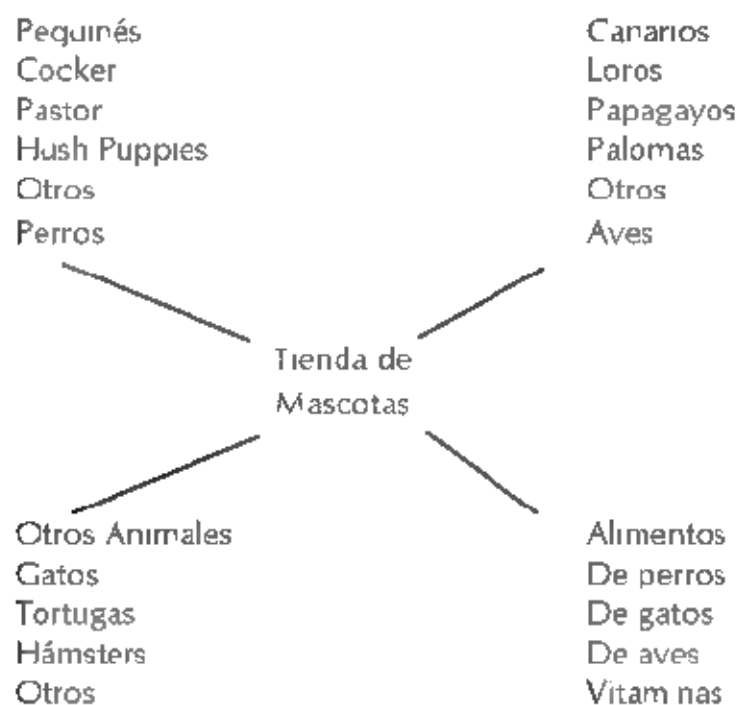 Pequinés
Cocker
Pastor
Hush Puppies
Otros
Perros
Canarios
Loros
Papagayos
Palomas
Otros
Aves
Tienda de
Mascotas
Otros Animales
Gatos
Tortugas
Hámsters
Otros
Alimentos
De perros
De gatos
De aves
Vitaminas